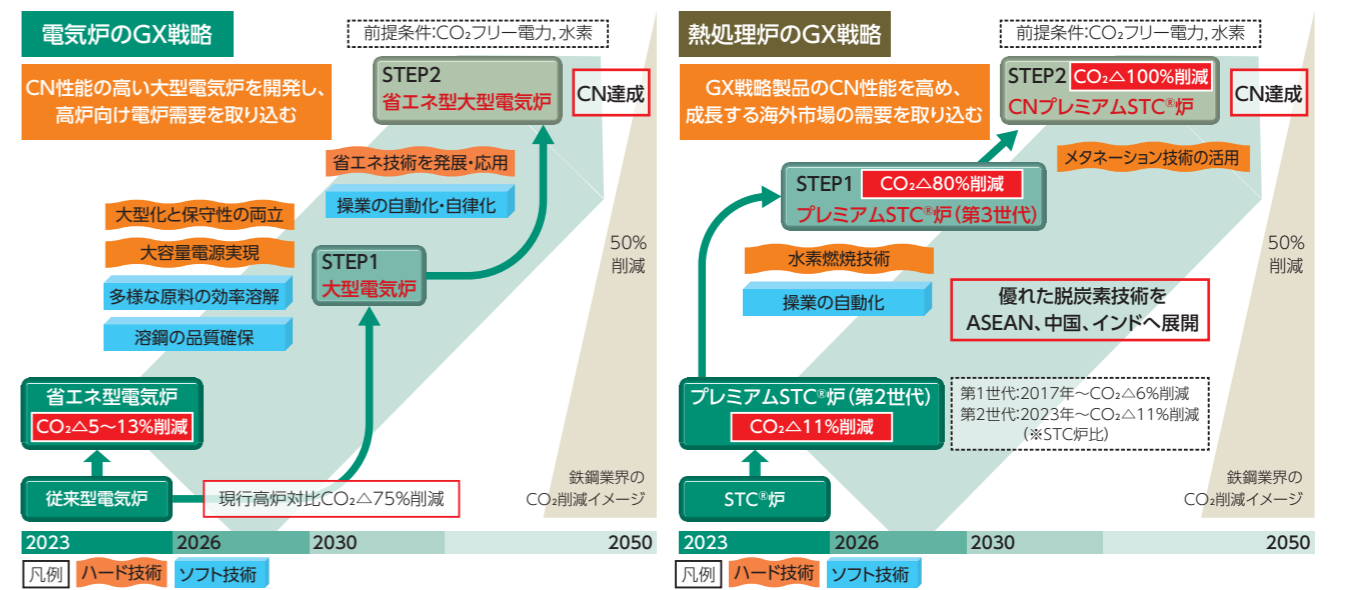 電気炉のGX戦略
前提条件:CO₂フリー電力,水素
CN性能の高い大型電気炉を開発し、
高炉向け電炉需要を取り込む
STEP2
省エネ型大型電気炉
CN達成
省エネ技術を発展・応用
操業の自動化・自律化
大型化と保守性の両立
大容量電源実現
多様な原料の効率溶解
溶鋼の品質確保
STEP1
大型電気炉
50%
削減
省エネ型電気炉
CO₂△5〜13%削減
従来型電気炉
現行高炉対比CO₂△75%削減
鉄鋼業界の
CO₂削減イメージ
2023 2026 2030 2050
凡例 ハード技術 ソフト技術
熱処理炉のGX戦略
前提条件:CO₂フリー電力,水素
GX戦略製品のCN性能を高め、
成長する海外市場の需要を取り込む
STEP2 CO₂△100%削減
CNプレミアムSTC®炉
CN達成
メタネーション技術の活用
STEP1 CO₂△80%削減
プレミアムSTC®炉(第3世代)
水素燃焼技術
操業の自動化
50%
削減
優れた脱炭素技術を
ASEAN、中国、インドへ展開
プレミアムSTC®炉(第2世代)
CO₂△11%削減
第1世代:2017年〜CO₂△6%削減
第2世代:2023年〜CO₂△11%削減
(※STC炉比)
STC®炉
鉄鋼業界の
CO₂削減イメージ
2023 2026 2030 2050
凡例 ハード技術 ソフト技術